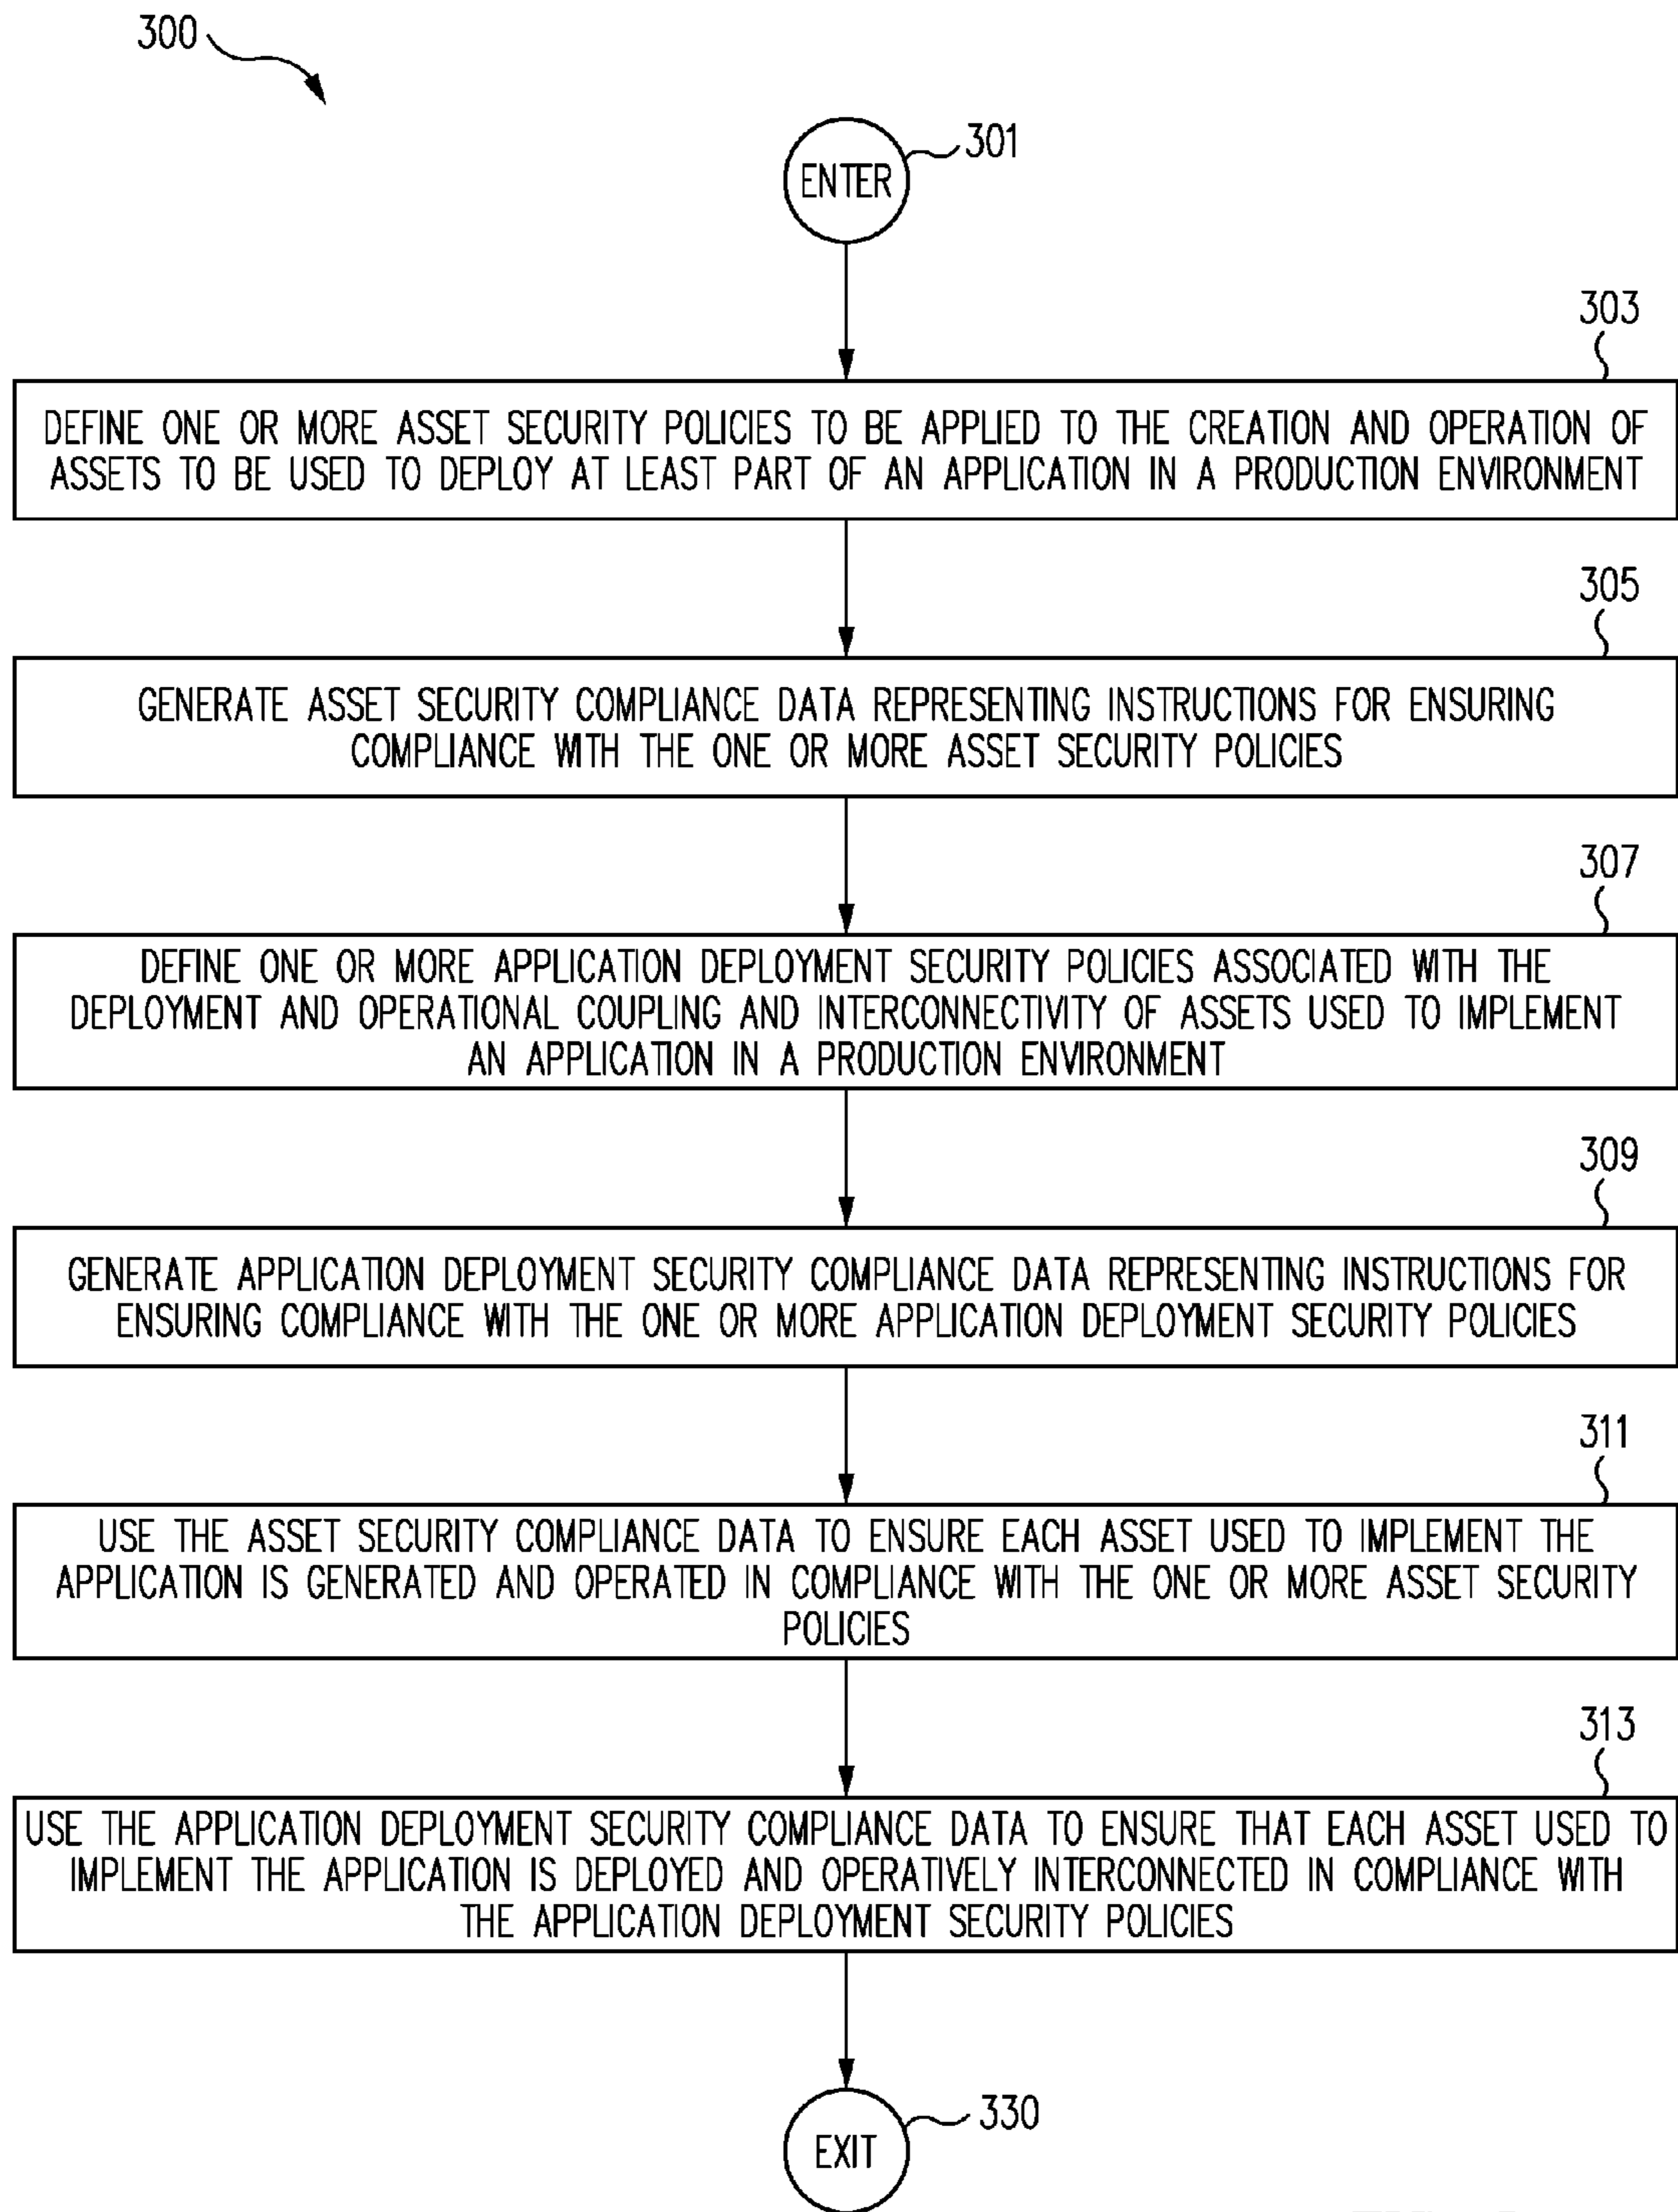 300
ENTER
301
303
DEFINE ONE OR MORE ASSET SECURITY POLICIES TO BE APPLIED TO THE CREATION AND OPERATION OF
ASSETS TO BE USED TO DEPLOY AT LEAST PART OF AN APPLICATION IN A PRODUCTION ENVIRONMENT
305
GENERATE ASSET SECURITY COMPLIANCE DATA REPRESENTING INSTRUCTIONS FOR ENSURING
COMPLIANCE WITH THE ONE OR MORE ASSET SECURITY POLICIES
307
DEFINE ONE OR MORE APPLICATION DEPLOYMENT SECURITY POLICIES ASSOCIATED WITH THE
DEPLOYMENT AND OPERATIONAL COUPLING AND INTERCONNECTIVITY OF ASSETS USED TO IMPLEMENT
AN APPLICATION IN A PRODUCTION ENVIRONMENT
309
GENERATE APPLICATION DEPLOYMENT SECURITY COMPLIANCE DATA REPRESENTING INSTRUCTIONS FOR
ENSURING COMPLIANCE WITH THE ONE OR MORE APPLICATION DEPLOYMENT SECURITY POLICIES
311
USE THE ASSET SECURITY COMPLIANCE DATA TO ENSURE EACH ASSET USED TO IMPLEMENT THE
APPLICATION IS GENERATED AND OPERATED IN COMPLIANCE WITH THE ONE OR MORE ASSET SECURITY
POLICIES
313
USE THE APPLICATION DEPLOYMENT SECURITY COMPLIANCE DATA TO ENSURE THAT EACH ASSET USED TO
IMPLEMENT THE APPLICATION IS DEPLOYED AND OPERATIVELY INTERCONNECTED IN COMPLIANCE WITH
THE APPLICATION DEPLOYMENT SECURITY POLICIES
EXIT
330